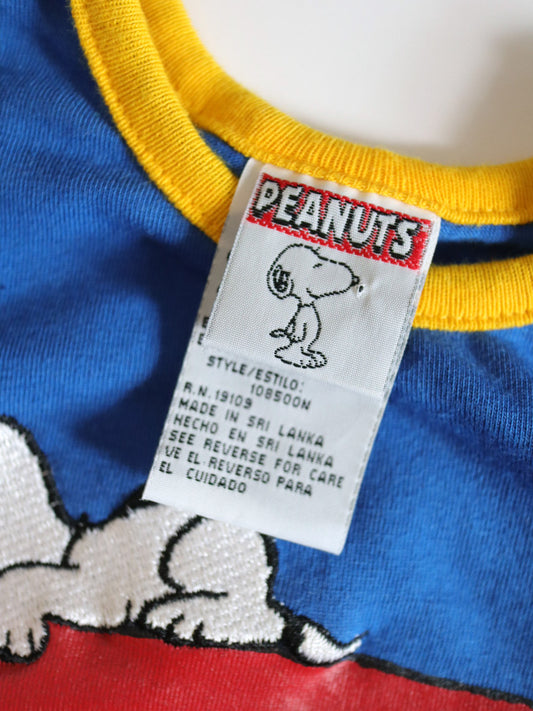 PEANUTS
STYLE/ESTILO:
108500N
R.N. 19109
MADE IN SRI LANKA
HECHO EN SRI LANKA
SEE REVERSE FOR CARE
VE EL REVERSO PARA
EL CUIDADO